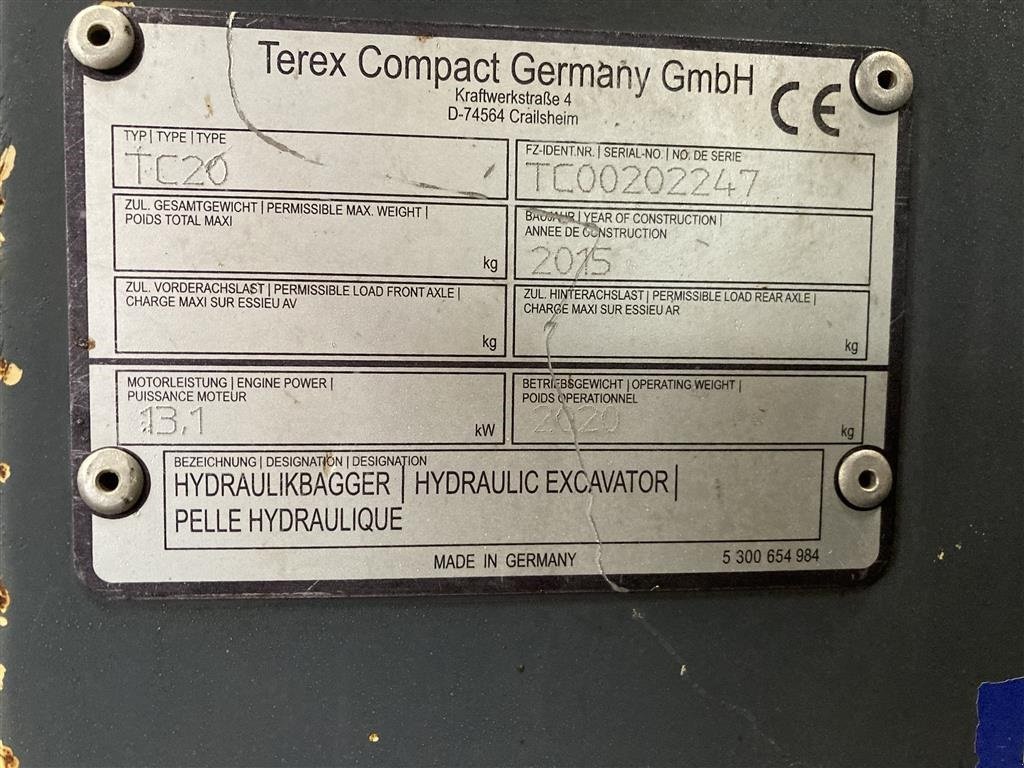 Terex Compact Germany GmbH
Kraftwerkstraße 4
D-74564 Crailsheim
CE
TYP | TYPE | TYPE
TC20
FZ-IDENT.NR. | SERIAL-NO. | NO. DE SERIE
TC00202247
ZUL. GESAMTGEWICHT | PERMISSIBLE MAX. WEIGHT |
POIDS TOTAL MAXI
kg
BAUJAHR | YEAR OF CONSTRUCTION |
ANNEE DE CONSTRUCTION
2015
ZUL. VORDERACHSLAST | PERMISSIBLE LOAD FRONT AXLE |
CHARGE MAXI SUR ESSIEU AV
kg
ZUL. HINTERACHSLAST | PERMISSIBLE LOAD REAR AXLE |
CHARGE MAXI SUR ESSIEU AR
kg
MOTORLEISTUNG | ENGINE POWER |
PUISSANCE MOTEUR
13,1 kW
BETRIEBSGEWICHT | OPERATING WEIGHT |
POIDS OPERATIONNEL
2020 kg
BEZEICHNUNG | DESIGNATION | DESIGNATION
HYDRAULIKBAGGER | HYDRAULIC EXCAVATOR |
PELLE HYDRAULIQUE
MADE IN GERMANY
5 300 654 984